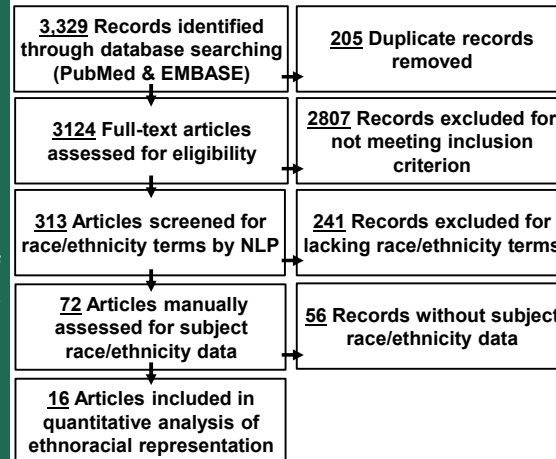 3,329 Records identified
through database searching
(PubMed & EMBASE)
205 Duplicate records
removed
3124 Full-text articles
assessed for eligibility
2807 Records excluded for
not meeting inclusion
criterion
313 Articles screened for
race/ethnicity terms by NLP
241 Records excluded for
lacking race/ethnicity terms
72 Articles manually
assessed for subject
race/ethnicity data
56 Records without subject
race/ethnicity data
16 Articles included in
quantitative analysis of
ethnoracial representation